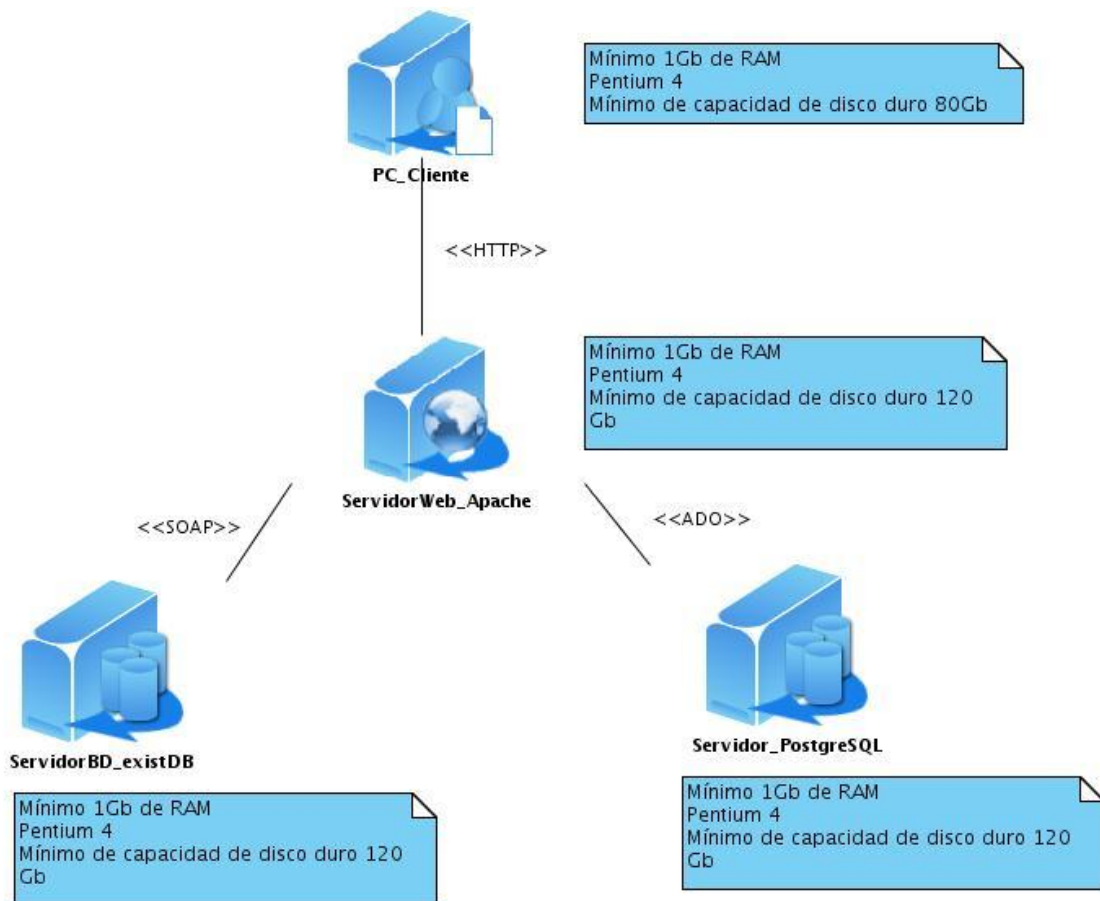 Mínimo 1Gb de RAM
Pentium 4
Mínimo de capacidad de disco duro 80Gb
PC_Cliente
<<HTTP>>
Mínimo 1Gb de RAM
Pentium 4
Mínimo de capacidad de disco duro 120
Gb
ServidorWeb_Apache
<<SOAP>>
<<ADO>>
ServidorBD_existDB
Servidor_PostgreSQL
Mínimo 1Gb de RAM
Pentium 4
Mínimo de capacidad de disco duro 120
Gb
Mínimo 1Gb de RAM
Pentium 4
Mínimo de capacidad de disco duro 120
Gb